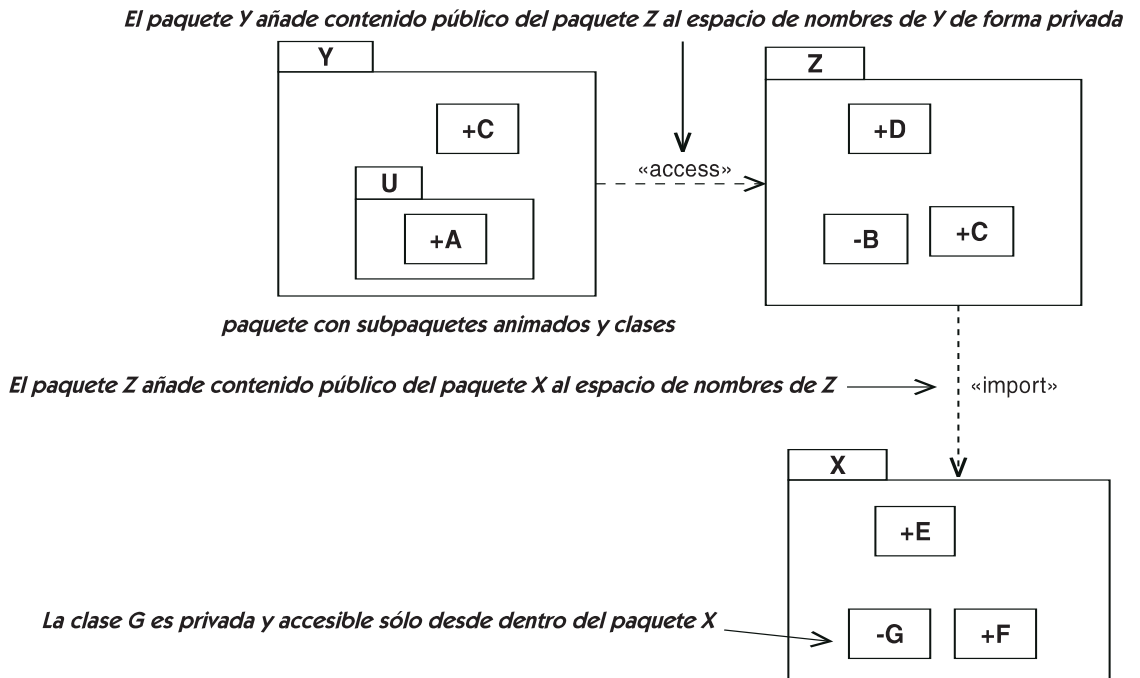 El paquete Y añade contenido público del paquete Z al espacio de nombres de Y de forma privada
Y
Z
+C
+D
«access»
U
+A
-B
+C
paquete con subpaquetes animados y clases
El paquete Z añade contenido público del paquete X al espacio de nombres de Z
«import»
X
+E
La clase G es privada y accesible sólo desde dentro del paquete X
-G
+F